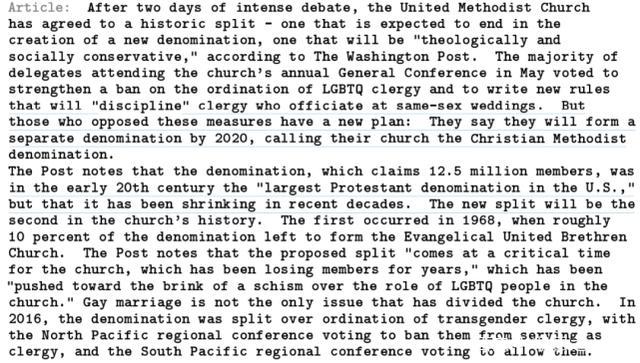 Article: After two days of intense debate, the United Methodist Church
has agreed to a historic split - one that is expected to end in the
creation of a new denomination, one that will be "theologically and
socially conservative," according to The Washington Post. The majority of
delegates attending the church's annual General Conference in May voted to
strengthen a ban on the ordination of LGBTQ clergy and to write new rules
that will "discipline" clergy who officiate at same-sex weddings. But
those who opposed these measures have a new plan: They say they will form a
separate denomination by 2020, calling their church the Christian Methodist
denomination.
The Post notes that the denomination, which claims 12.5 million members, was
in the early 20th century the "largest Protestant denomination in the U.S.,"
but that it has been shrinking in recent decades. The new split will be the
second in the church's history. The first occurred in 1968, when roughly
10 percent of the denomination left to form the Evangelical United Brethren
Church. The Post notes that the proposed split "comes at a critical time
for the church, which has been losing members for years," which has been
"pushed toward the brink of a schism over the role of LGBTQ people in the
church." Gay marriage is not the only issue that has divided the church. In
2016, the denomination was split over ordination of transgender clergy, with
the North Pacific regional conference voting to ban them from serving as
clergy, and the South Pacific regional conference voting to allow them.